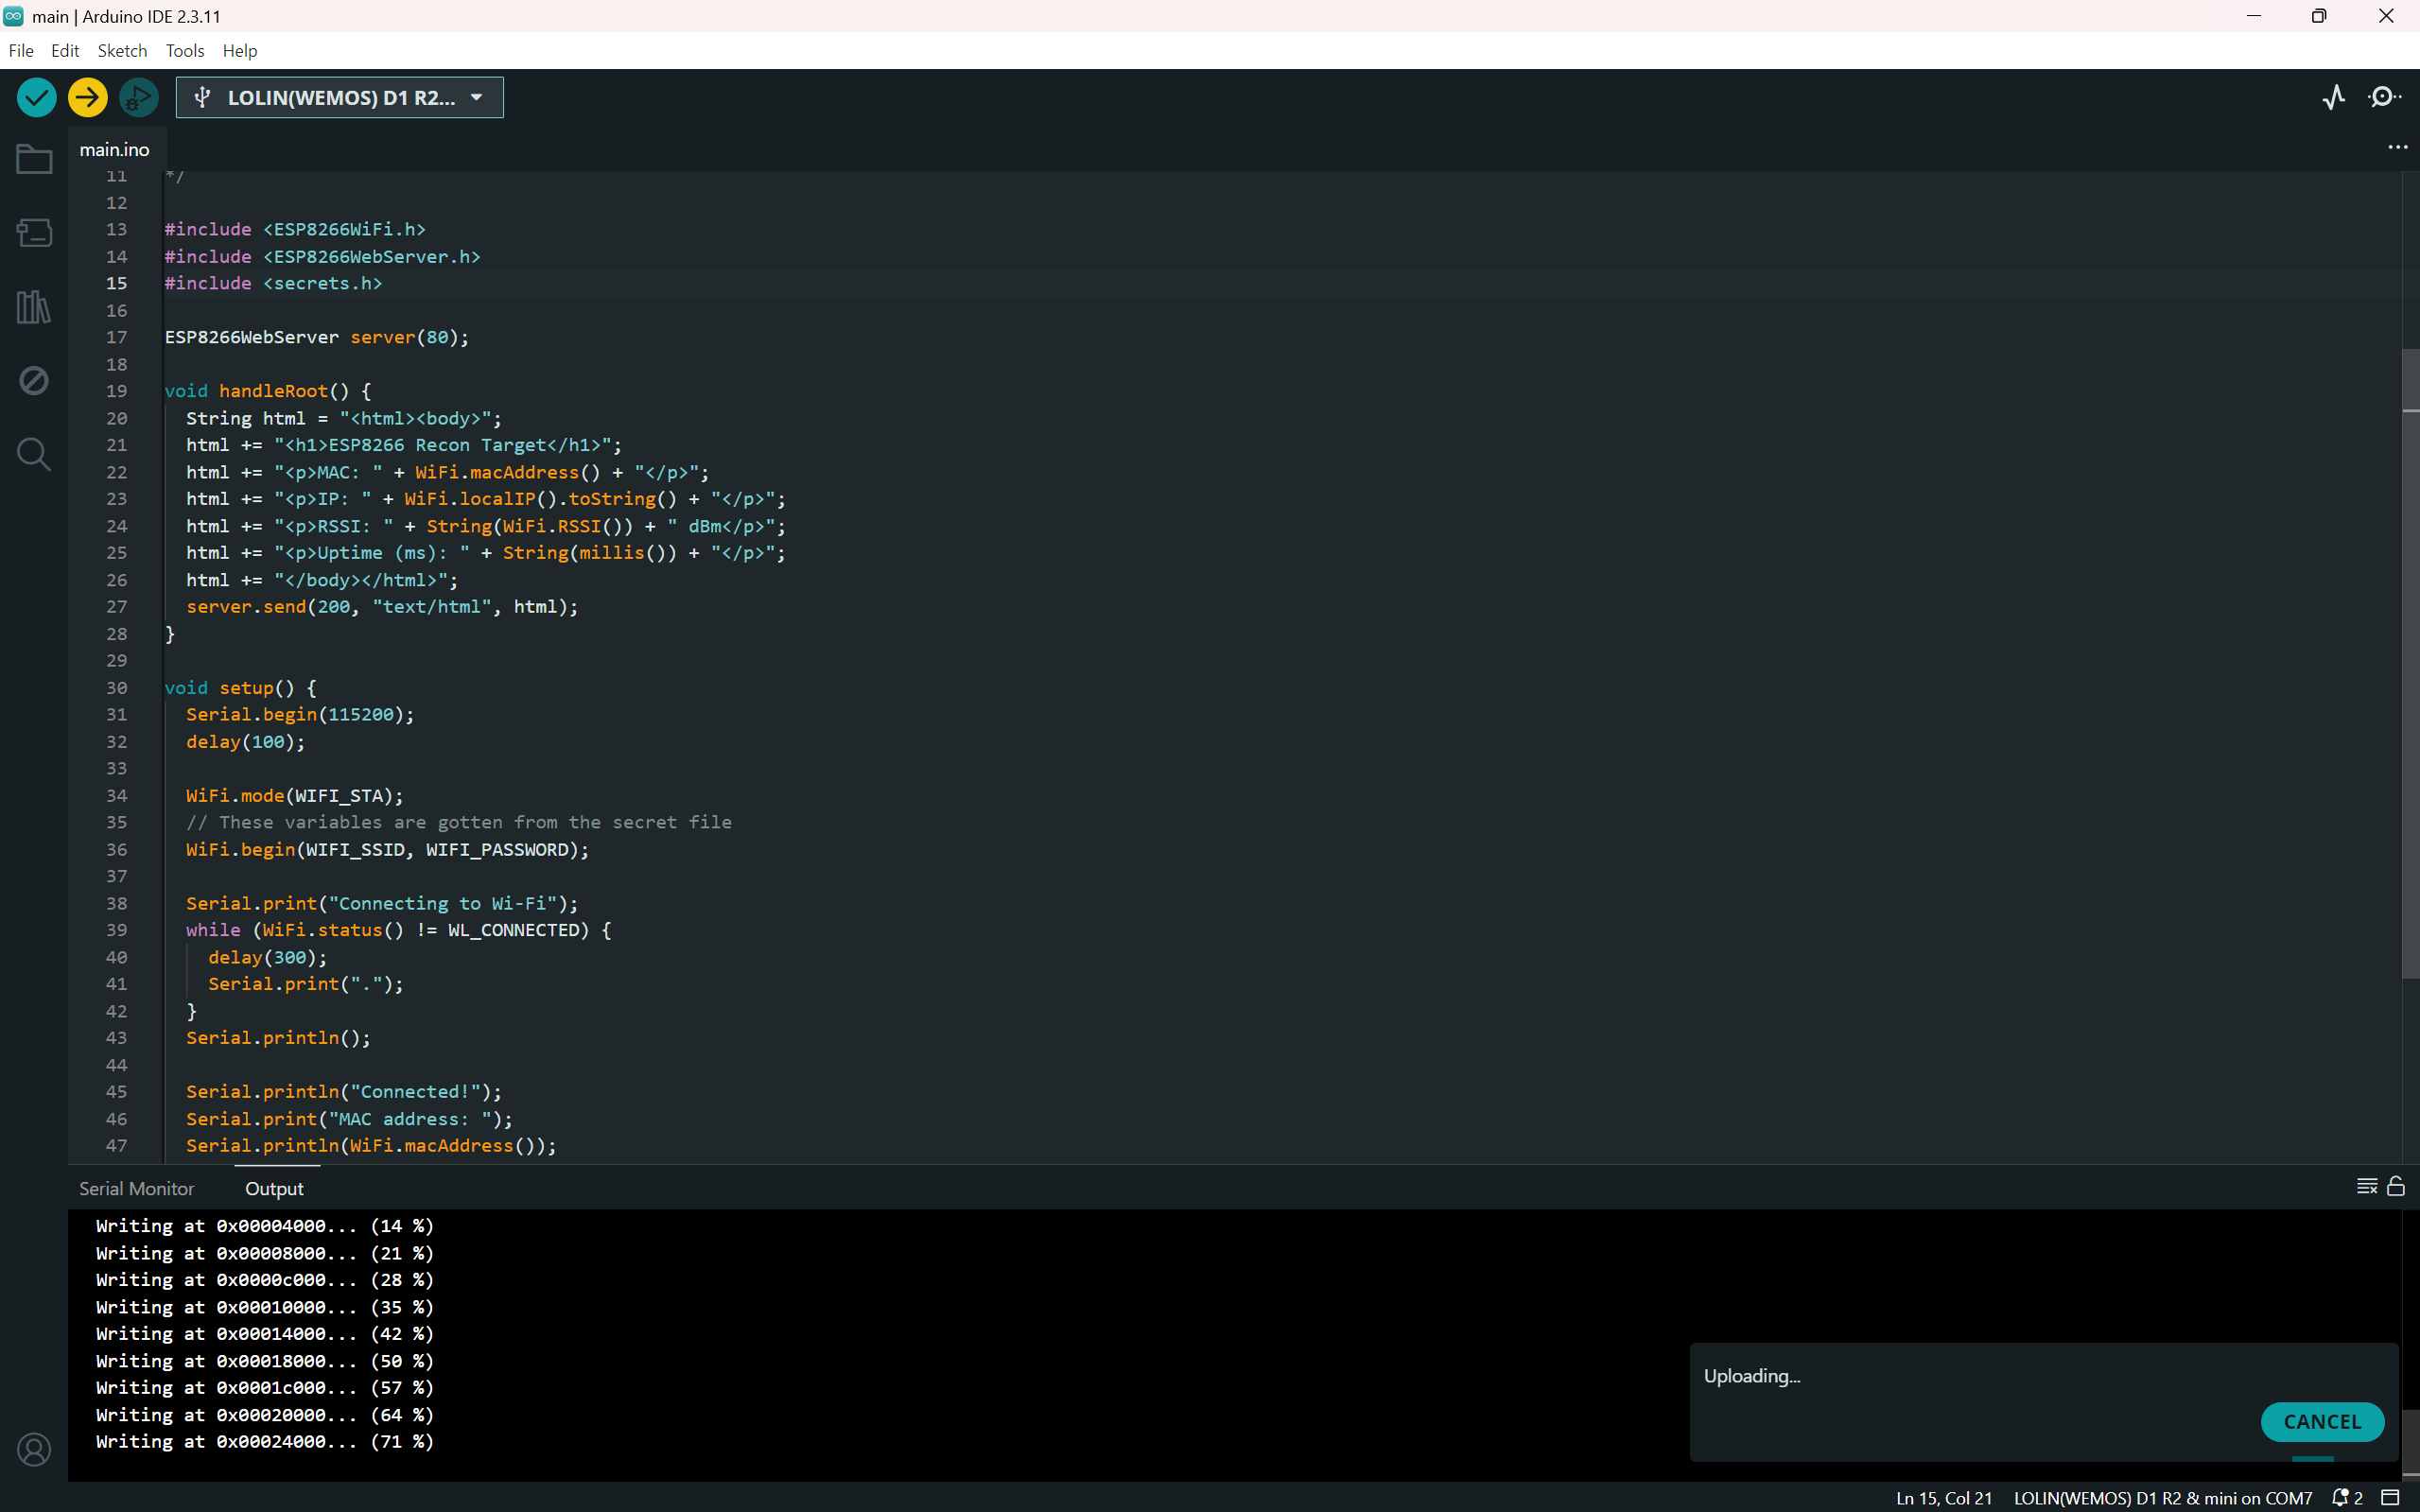 main | Arduino IDE 2.3.11
File Edit Sketch Tools Help
LOLIN(WEMOS) D1 R2...
main.ino
11 */
12
13 #include <ESP8266WiFi.h>
14 #include <ESP8266WebServer.h>
15 #include <secrets.h>
16
17 ESP8266WebServer server(80);
18
19 void handleRoot() {
20 String html = "<html><body>";
21 html += "<h1>ESP8266 Recon Target</h1>";
22 html += "<p>MAC: " + WiFi.macAddress() + "</p>";
23 html += "<p>IP: " + WiFi.localIP().toString() + "</p>";
24 html += "<p>RSSI: " + String(WiFi.RSSI()) + " dBm</p>";
25 html += "<p>Uptime (ms): " + String(millis()) + "</p>";
26 html += "</body></html>";
27 server.send(200, "text/html", html);
28 }
29
30 void setup() {
31 Serial.begin(115200);
32 delay(100);
33
34 WiFi.mode(WIFI_STA);
35 // These variables are gotten from the secret file
36 WiFi.begin(WIFI_SSID, WIFI_PASSWORD);
37
38 Serial.print("Connecting to Wi-Fi");
39 while (WiFi.status() != WL_CONNECTED) {
40 delay(300);
41 Serial.print(".");
42 }
43 Serial.println();
44
45 Serial.println("Connected!");
46 Serial.print("MAC address: ");
47 Serial.println(WiFi.macAddress());
Serial Monitor Output
Writing at 0x00004000... (14 %)
Writing at 0x00008000... (21 %)
Writing at 0x0000c000... (28 %)
Writing at 0x00010000... (35 %)
Writing at 0x00014000... (42 %)
Writing at 0x00018000... (50 %)
Writing at 0x0001c000... (57 %)
Writing at 0x00020000... (64 %)
Writing at 0x00024000... (71 %)
Uploading...
CANCEL
Ln 15, Col 21 LOLIN(WEMOS) D1 R2 & mini on COM7 2